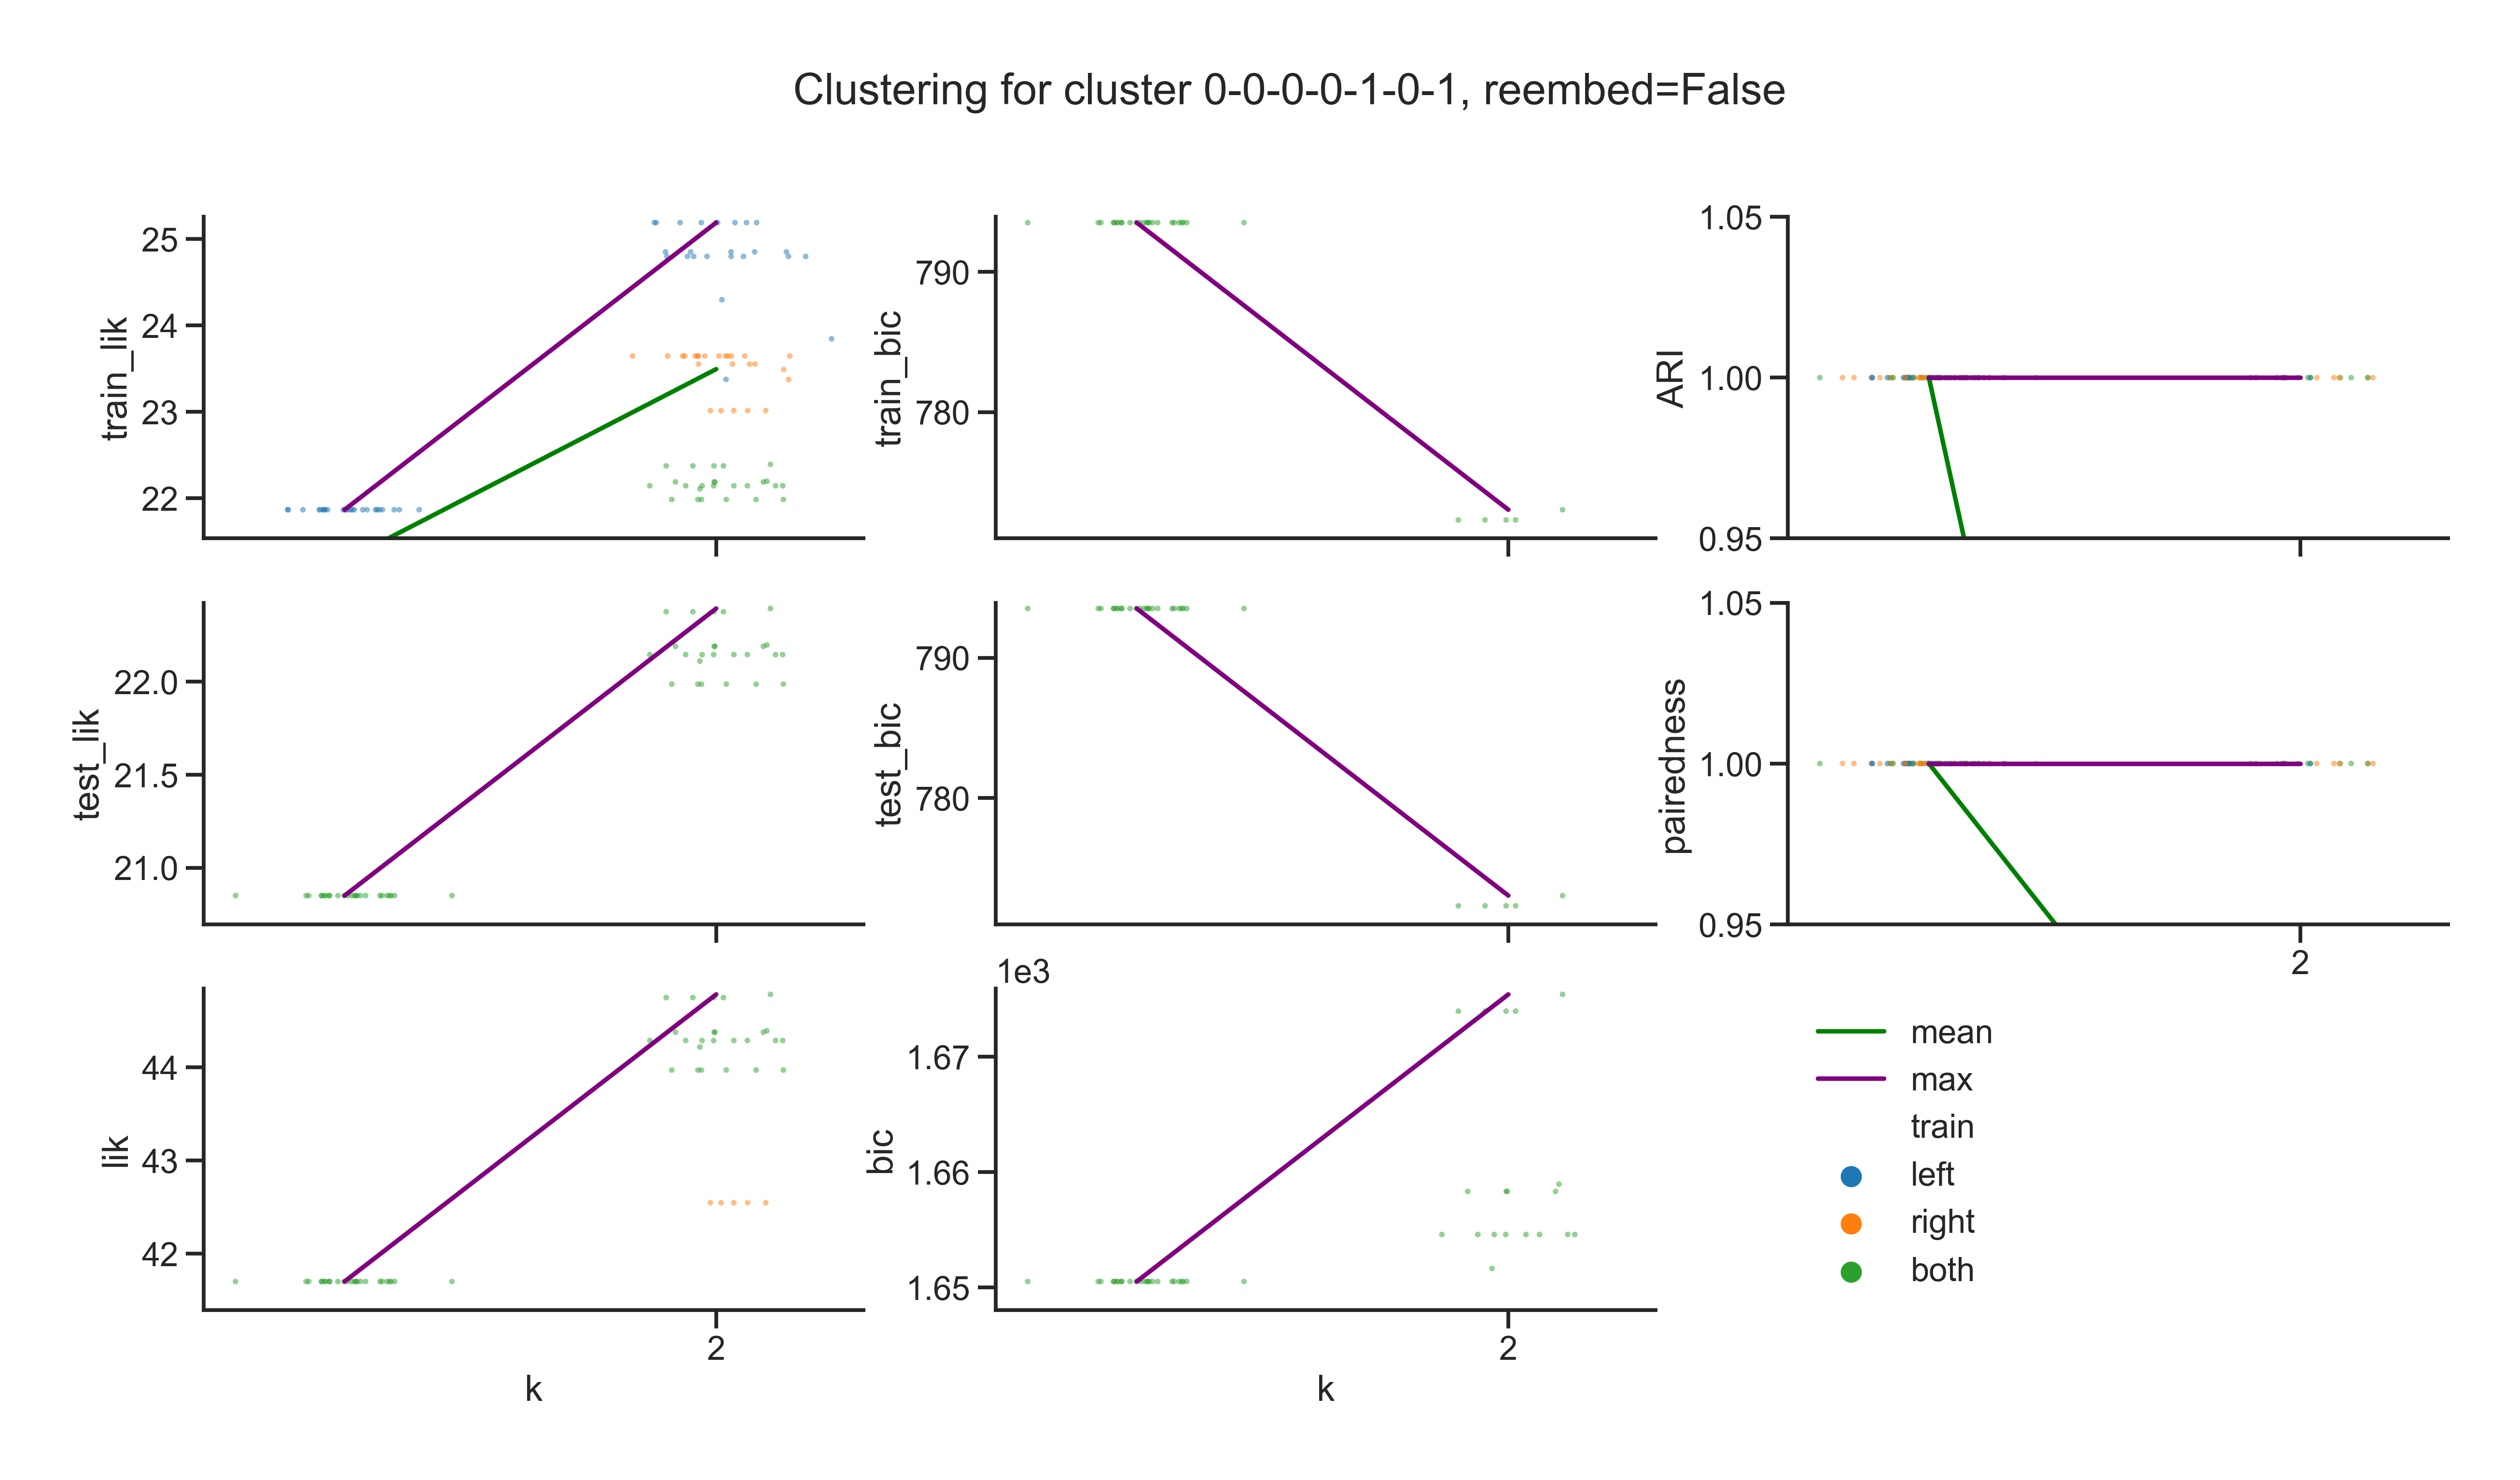 Clustering for cluster 0-0-0-0-1-0-1, reembed=False
train_lik
25
24
23
22
train_bic
790
780
ARI
1.05
1.00
0.95
test_lik
22.0
21.5
21.0
test_bic
790
780
pairedness
1.05
1.00
0.95
2
lik
44
43
42
2
k
1e3
bic
1.67
1.66
1.65
2
k
mean
max
train
left
right
both